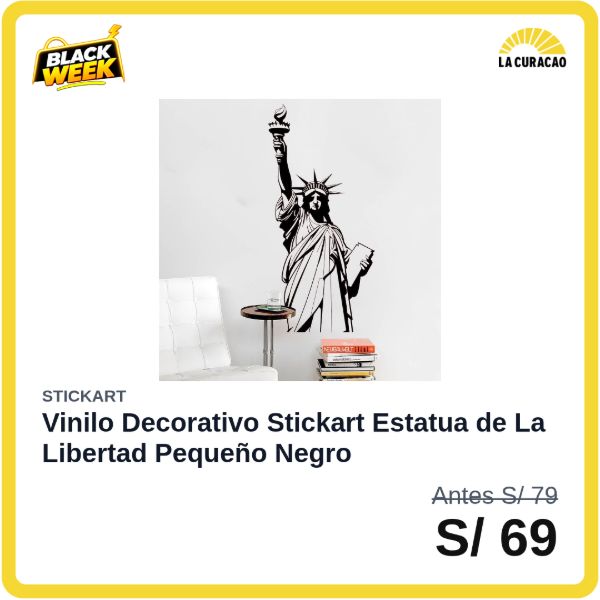 BLACK
WEEK
LA CURACAO
STICKART
Vinilo Decorativo Stickart Estatua de La
Libertad Pequeño Negro
Antes S/ 79
S/ 69